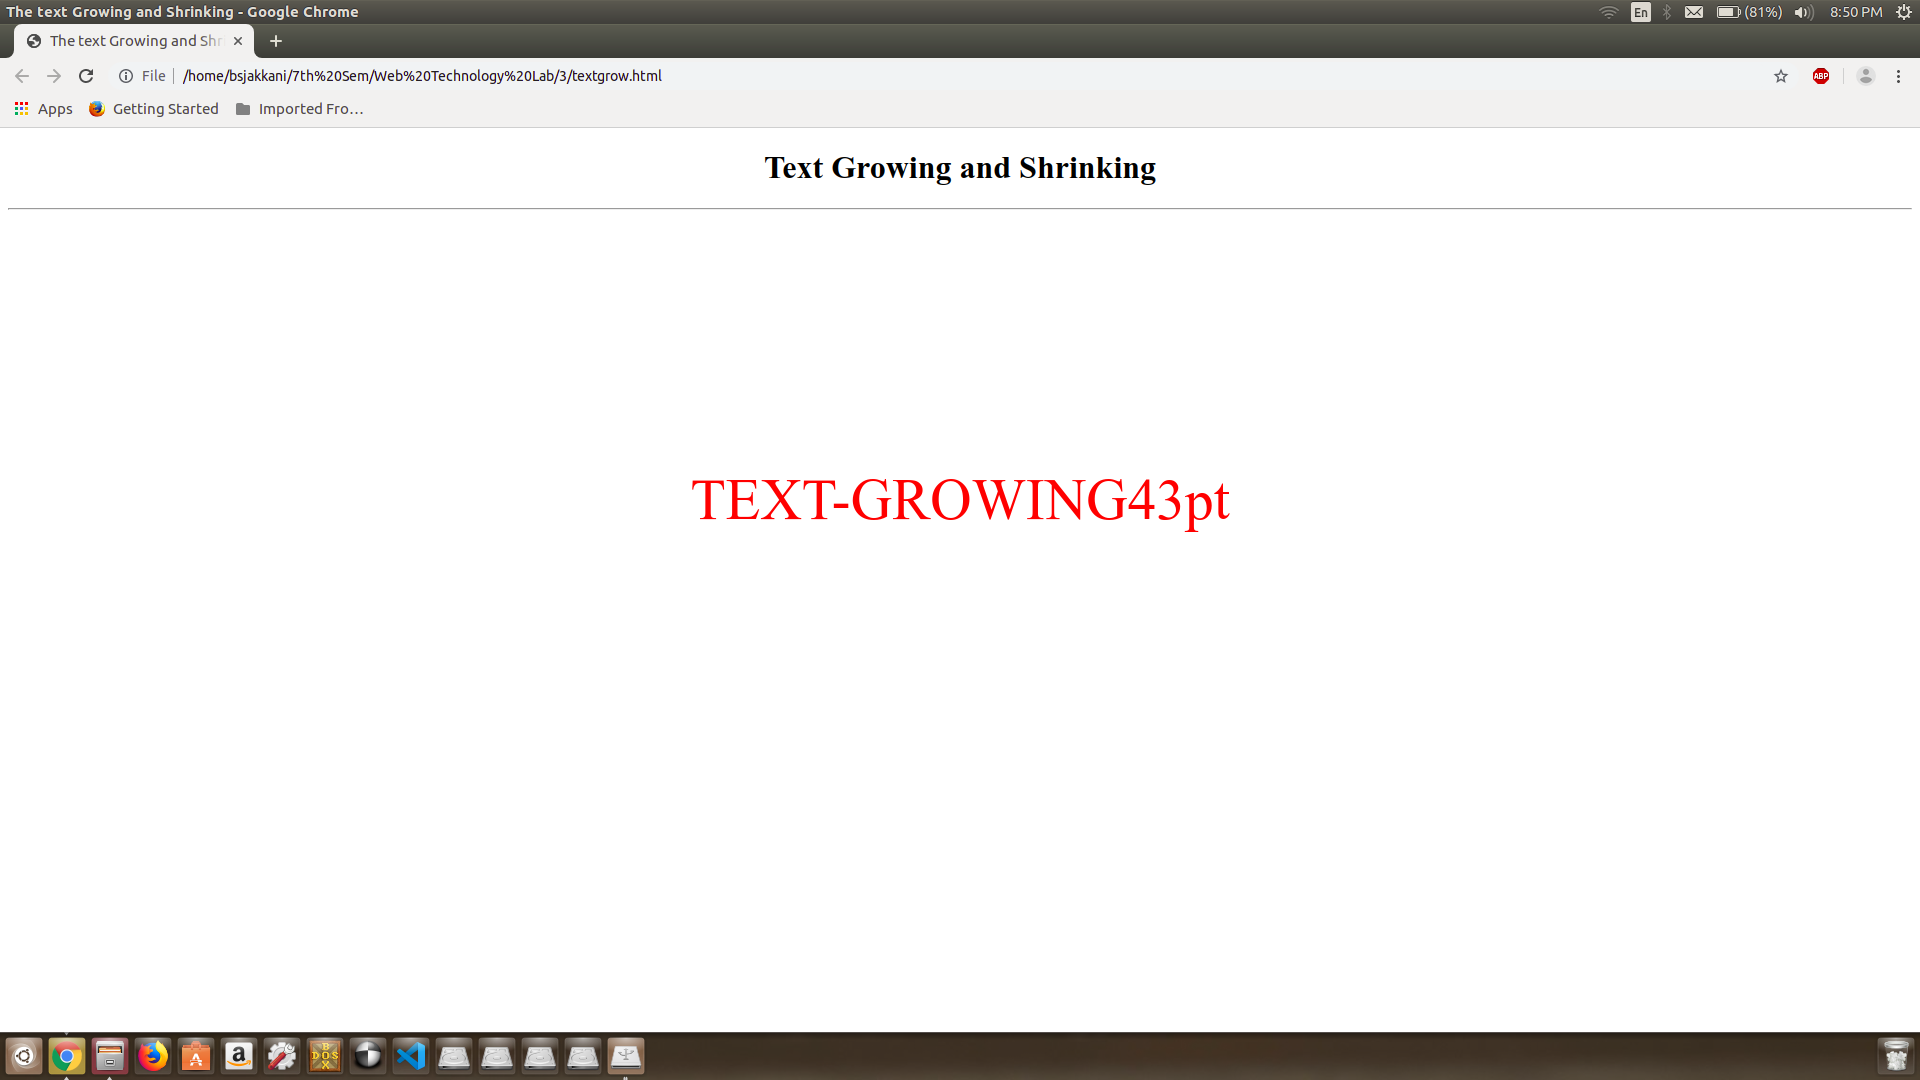 The text Growing and Shrinking - Google Chrome
En
(81%)
8:50 PM
The text Growing and Shr
File
/home/bsjakkani/7th%20Sem/Web%20Technology%20Lab/3/textgrow.html
ABP
Apps
Getting Started
Imported Fro…
Text Growing and Shrinking
TEXT-GROWING43pt
A
a
B
DOS
X